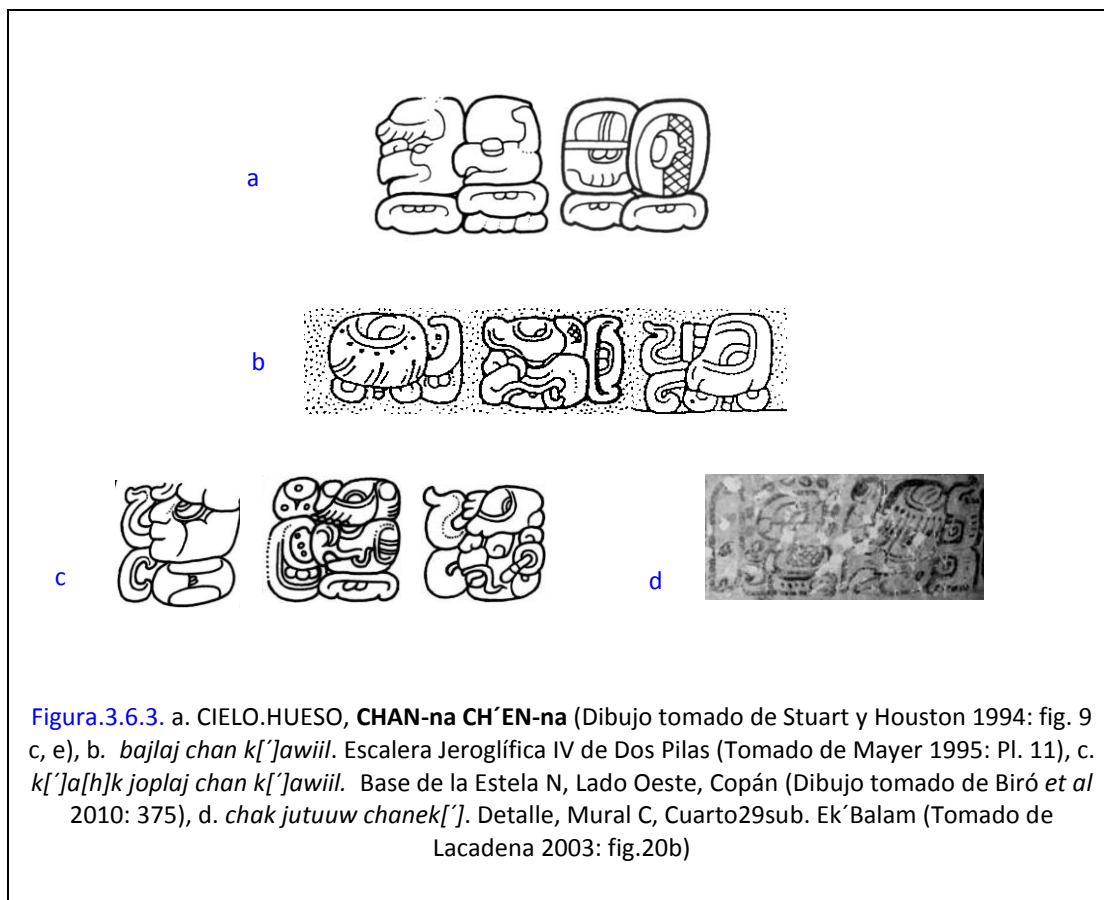 a
b
c
d
Figura.3.6.3. a. CIELO.HUESO, CHAN-na CH´EN-na (Dibujo tomado de Stuart y Houston 1994: fig. 9
c, e), b. bajlaj chan k[´]awiil. Escalera Jeroglífica IV de Dos Pilas (Tomado de Mayer 1995: Pl. 11), c.
k[´]a[h]k joplaj chan k[´]awiil. Base de la Estela N, Lado Oeste, Copán (Dibujo tomado de Biró et al
2010: 375), d. chak jutuuw chanek[´]. Detalle, Mural C, Cuarto29sub. Ek´Balam (Tomado de
Lacadena 2003: fig.20b)